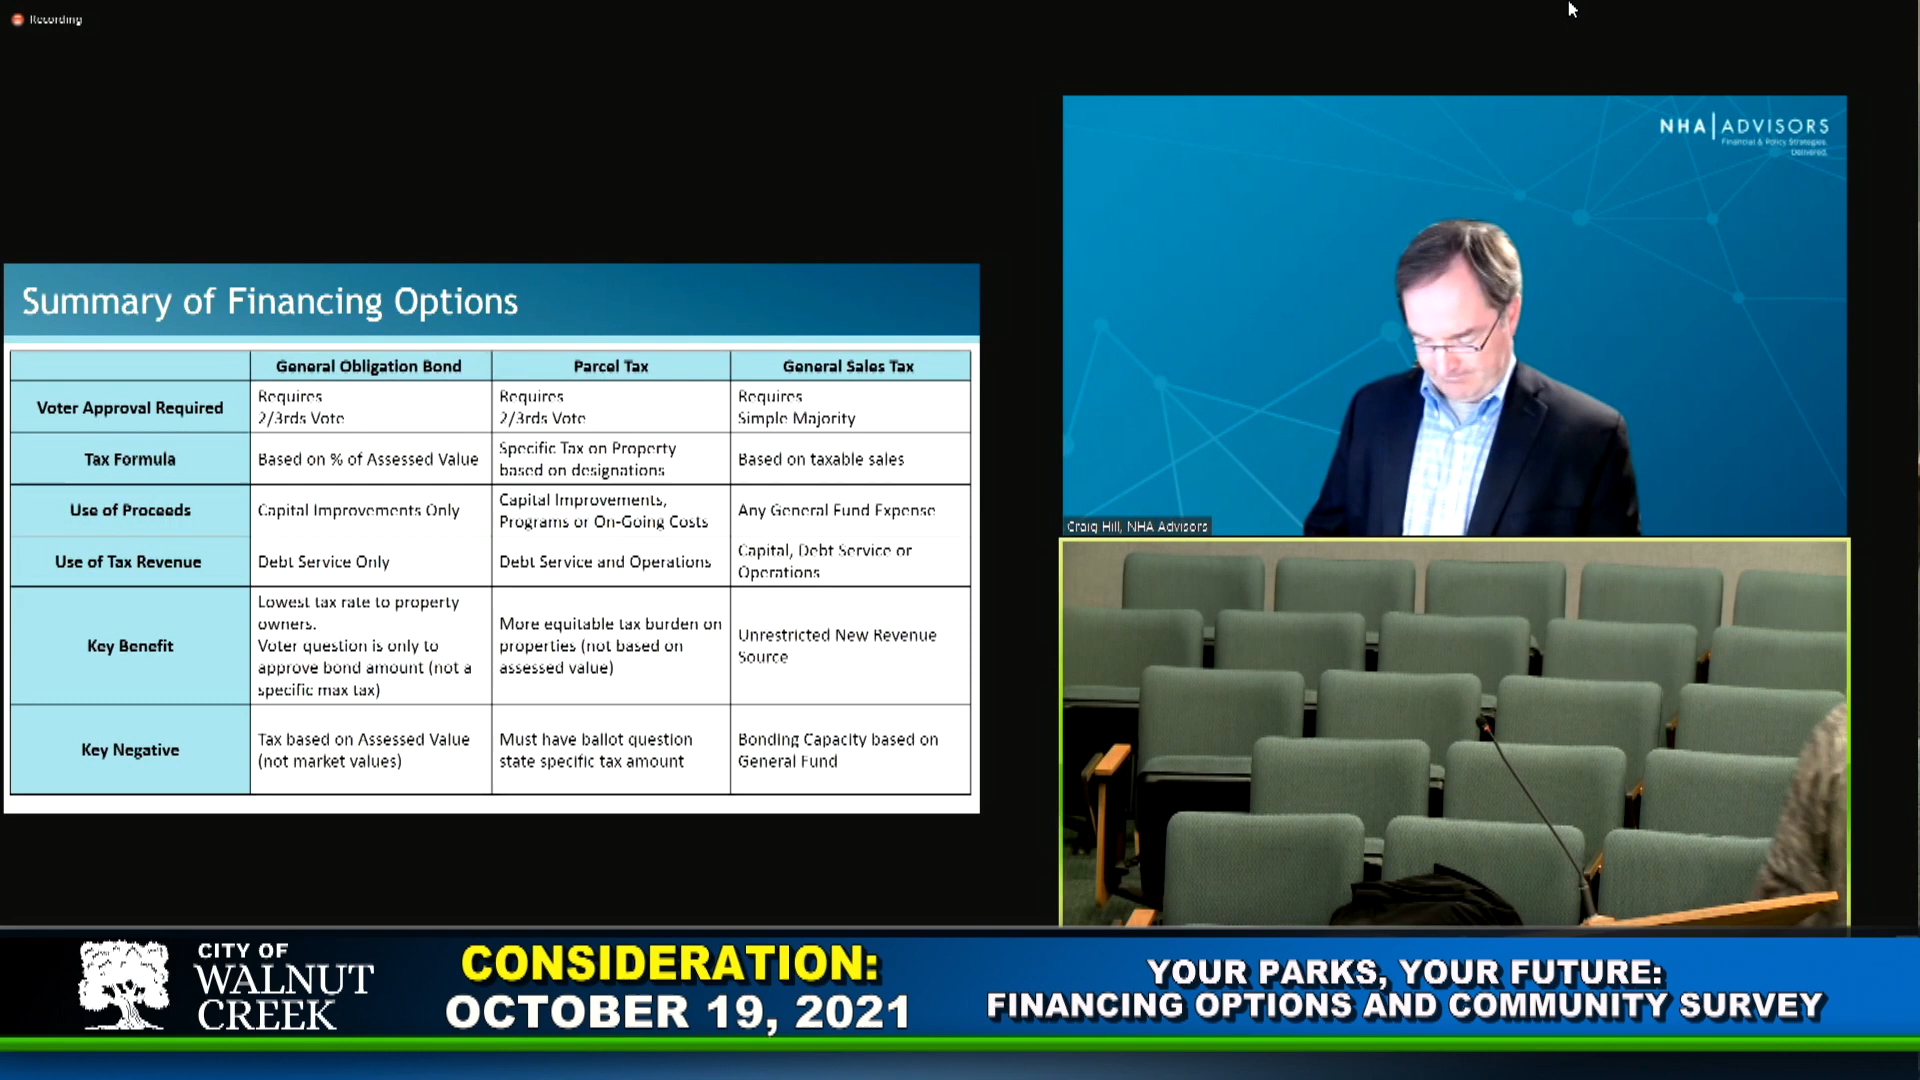 Recording
NHA ADVISORS
Financial & Policy Strategies.
Delivered.
Summary of Financing Options
General Obligation Bond
Parcel Tax
General Sales Tax
Voter Approval Required
Requires
2/3rds Vote
Requires
2/3rds Vote
Requires
Simple Majority
Tax Formula
Based on % of Assessed Value
Specific Tax on Property
based on designations
Based on taxable sales
Use of Proceeds
Capital Improvements Only
Capital Improvements,
Programs or On-Going Costs
Any General Fund Expense
Use of Tax Revenue
Debt Service Only
Debt Service and Operations
Capital, Debt Service or
Operations
Key Benefit
Lowest tax rate to property
owners.
Voter question is only to
approve bond amount (not a
specific max tax)
More equitable tax burden on
properties (not based on
assessed value)
Unrestricted New Revenue
Source
Key Negative
Tax based on Assessed Value
(not market values)
Must have ballot question
state specific tax amount
Bonding Capacity based on
General Fund
Craig Hill, NHA Advisors
CITY OF
WALNUT
CREEK
CONSIDERATION:
OCTOBER 19, 2021
YOUR PARKS, YOUR FUTURE:
FINANCING OPTIONS AND COMMUNITY SURVEY